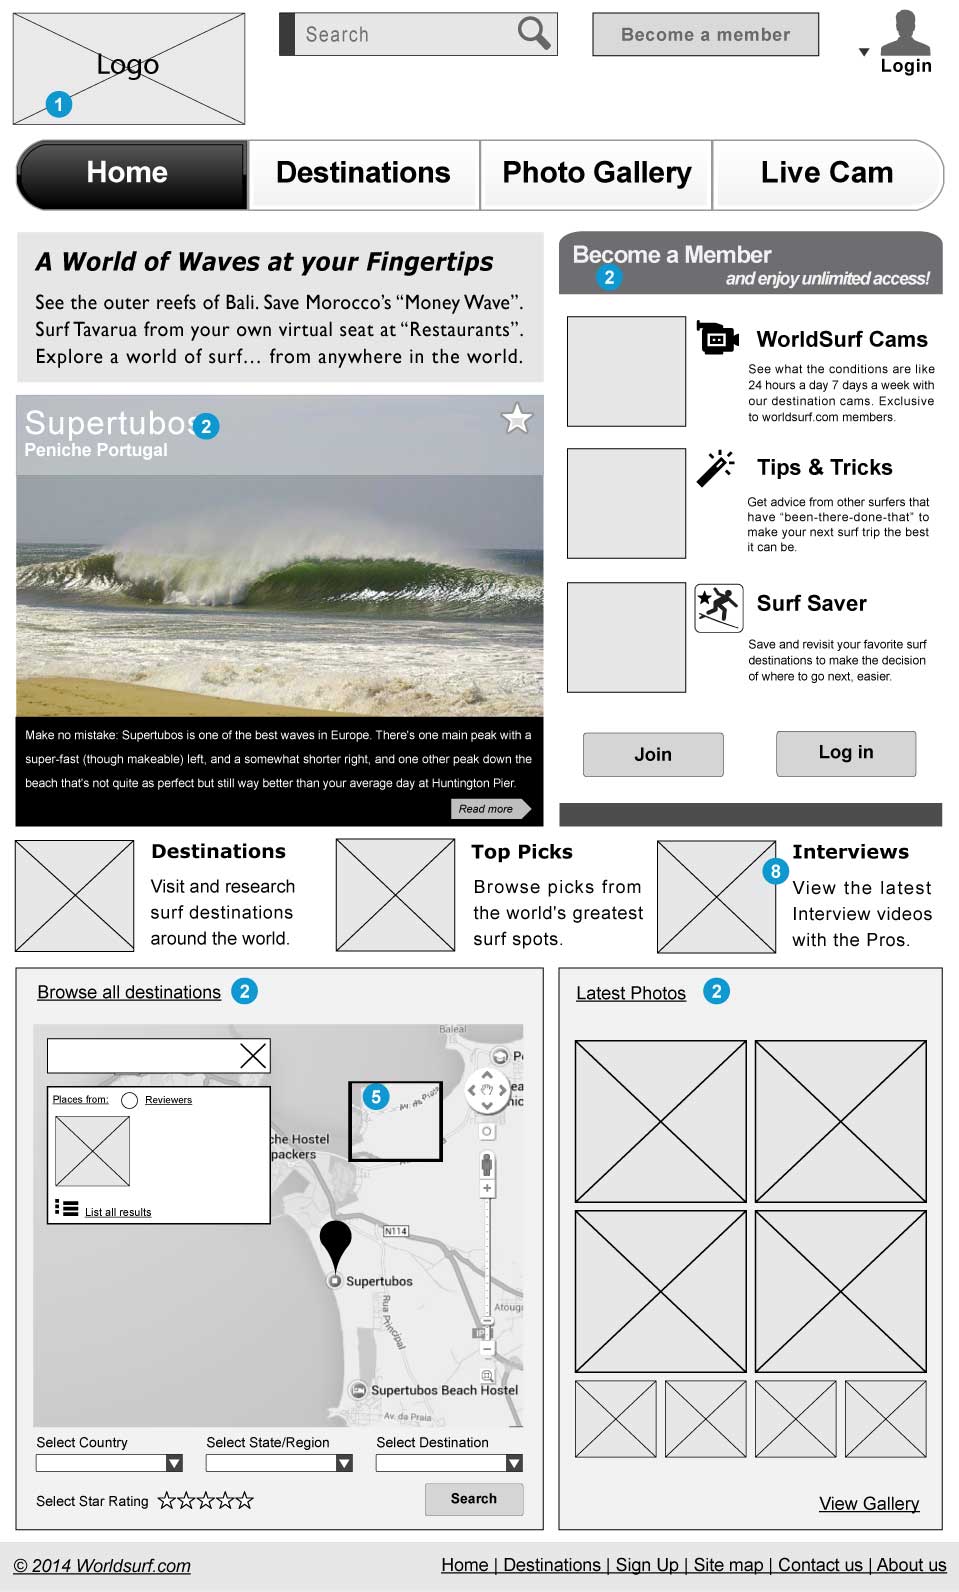 Logo
1
Search
Become a member
Login
Home
Destinations
Photo Gallery
Live Cam
A World of Waves at your Fingertips
See the outer reefs of Bali. Save Morocco's “Money Wave”.
Surf Tavarua from your own virtual seat at “Restaurants”.
Explore a world of surf... from anywhere in the world.
Become a Member
2
and enjoy unlimited access!
Supertubos
2
Peniche Portugal
Make no mistake: Supertubos is one of the best waves in Europe. There's one main peak with a
super-fast (though makeable) left, and a somewhat shorter right, and one other peak down the
beach that's not quite as perfect but still way better than your average day at Huntington Pier.
Read more
WorldSurf Cams
See what the conditions are like
24 hours a day 7 days a week with
our destination cams. Exclusive
to worldsurf.com members.
Tips & Tricks
Get advice from other surfers that
have “been-there-done-that” to
make your next surf trip the best
it can be.
Surf Saver
Save and revisit your favorite surf
destinations to make the decision
of where to go next, easier.
Join
Log in
Destinations
Visit and research
surf destinations
around the world.
Top Picks
Browse picks from
the world's greatest
surf spots.
8
Interviews
View the latest
Interview videos
with the Pros.
Browse all destinations
2
Baleal
Places from:
Reviewers
List all results
5
Av. da Praia
che Hostel
packers
N114
Supertubos
Rua Principal
Atoug
IP
Supertubos Beach Hostel
Av. da Praia
Select Country
Select State/Region
Select Destination
Select Star Rating
Search
Latest Photos
2
View Gallery
© 2014 Worldsurf.com
Home | Destinations | Sign Up | Site map | Contact us | About us